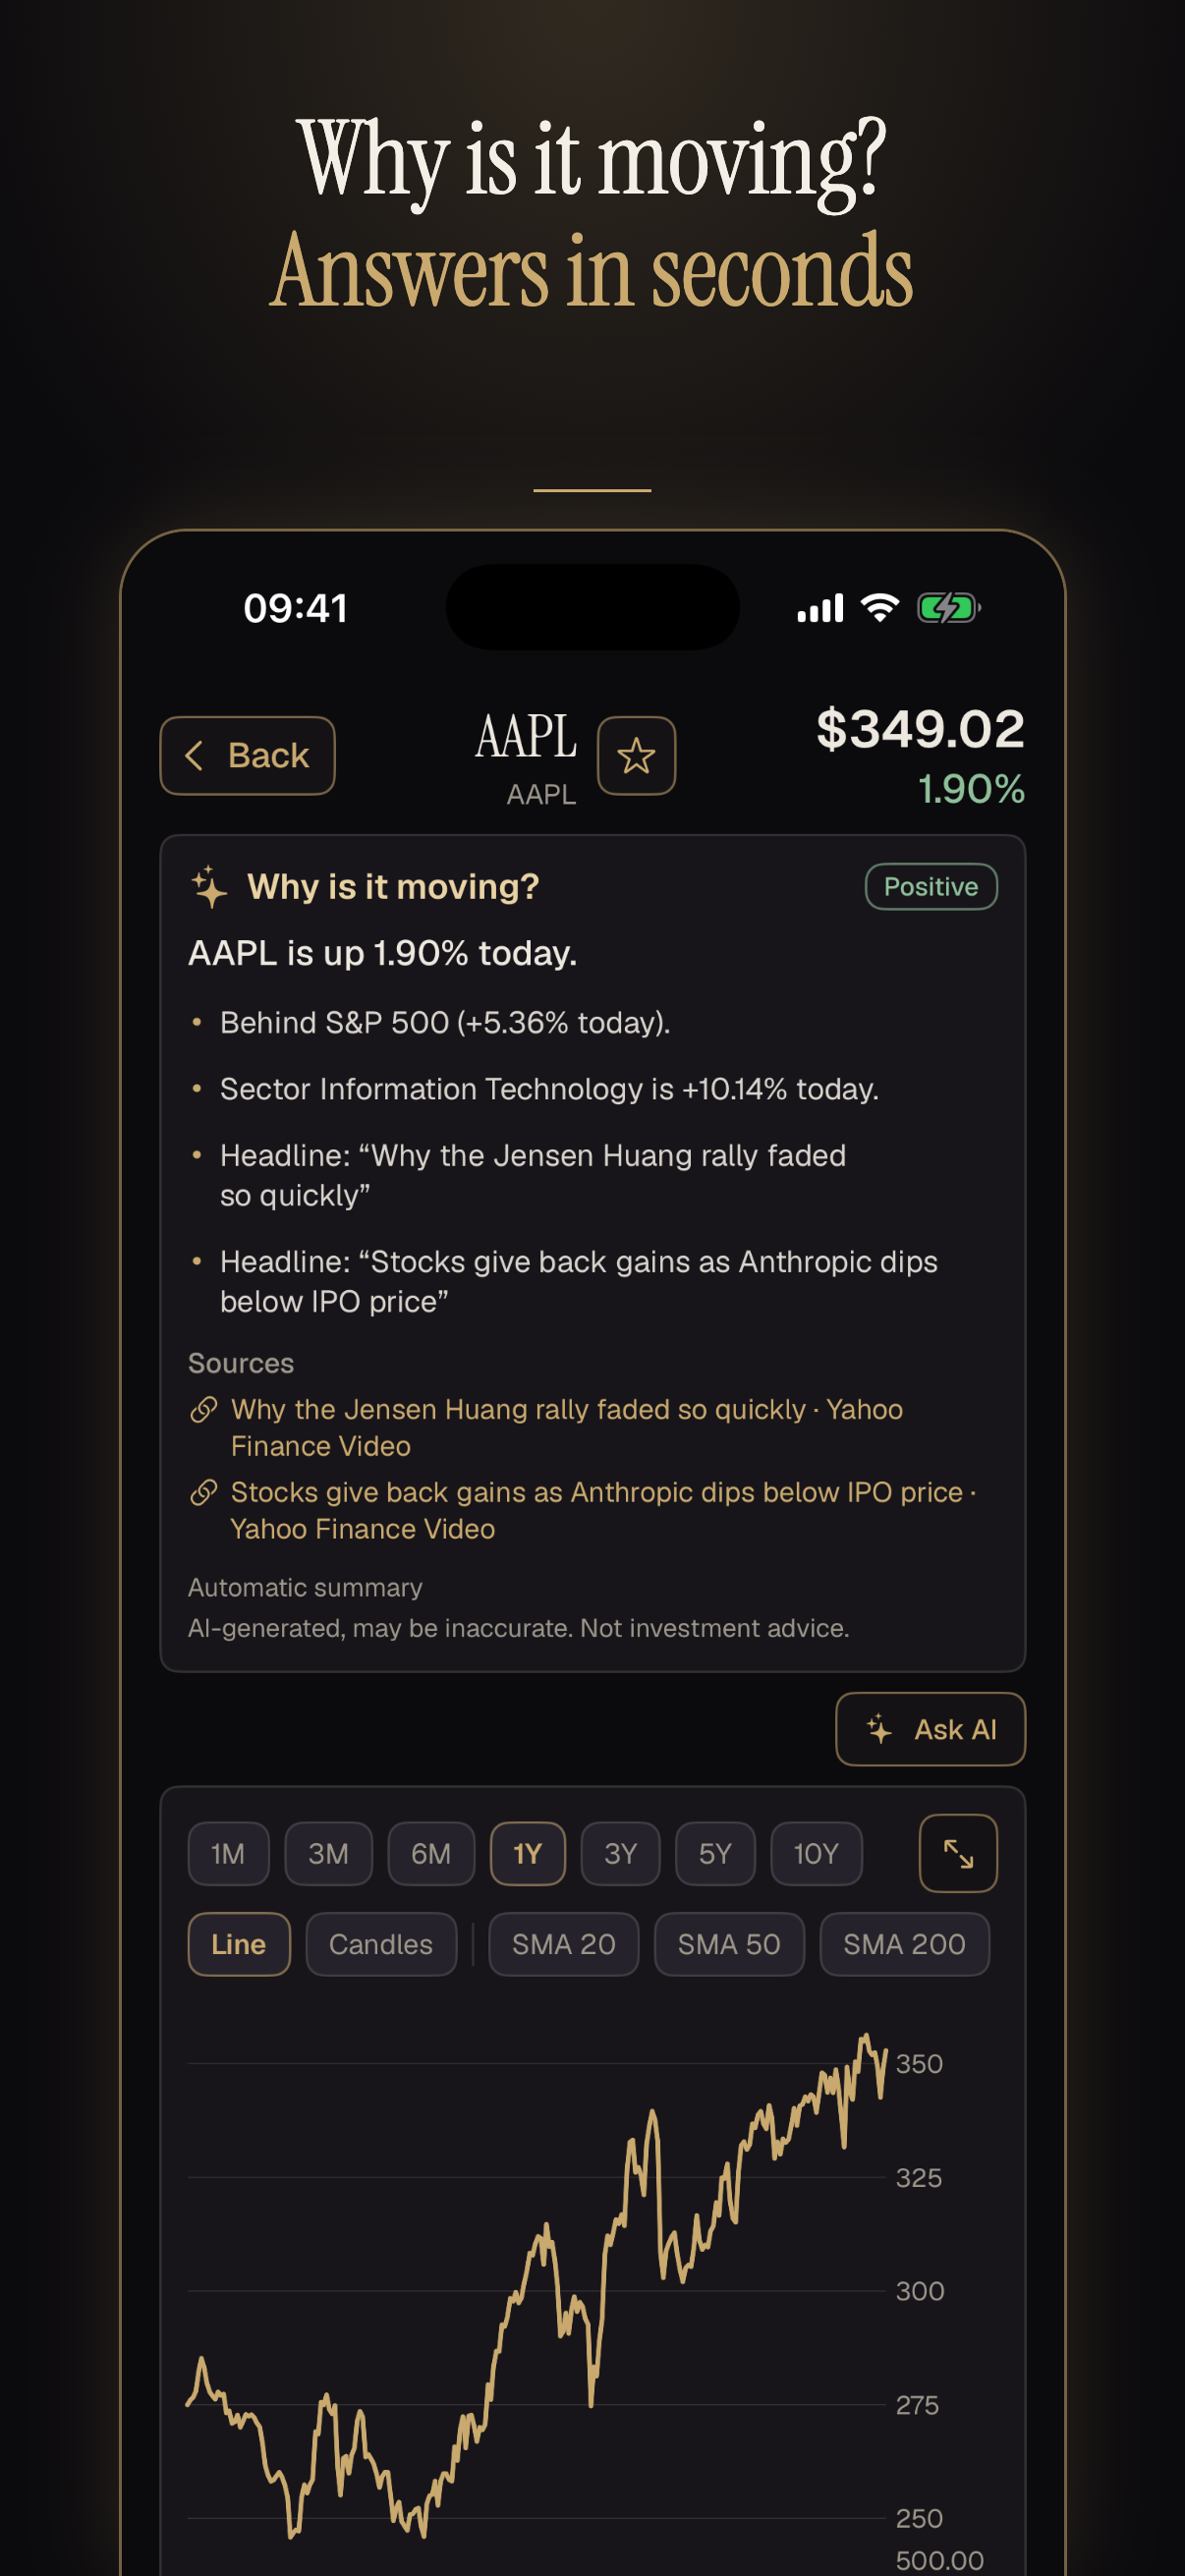 Why is it moving?
Answers in seconds
09:41
Back
AAPL
AAPL
$349.02
1.90%
Why is it moving?
Positive
AAPL is up 1.90% today.
• Behind S&P 500 (+5.36% today).
• Sector Information Technology is +10.14% today.
• Headline: “Why the Jensen Huang rally faded
so quickly”
• Headline: “Stocks give back gains as Anthropic dips
below IPO price”
Sources
Why the Jensen Huang rally faded so quickly · Yahoo
Finance Video
Stocks give back gains as Anthropic dips below IPO price ·
Yahoo Finance Video
Automatic summary
AI-generated, may be inaccurate. Not investment advice.
Ask AI
1M 3M 6M 1Y 3Y 5Y 10Y
Line Candles SMA 20 SMA 50 SMA 200
350
325
300
275
250
500.00